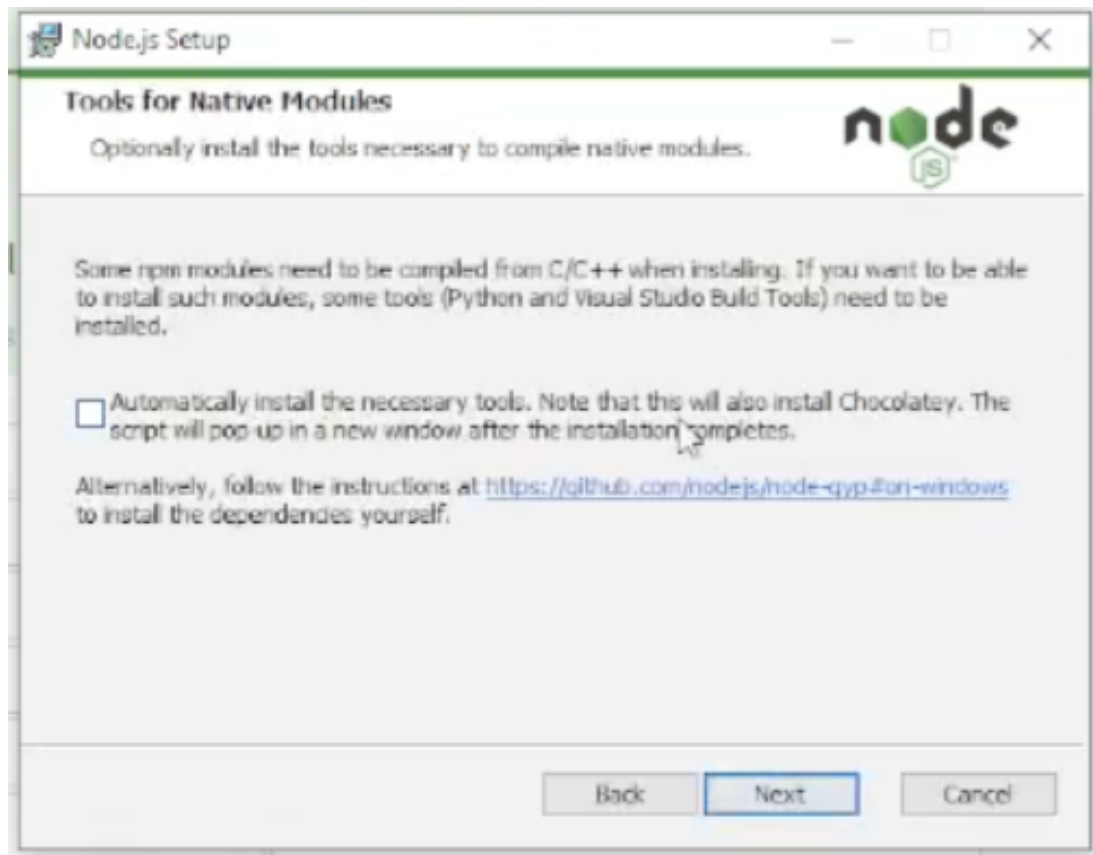 Node.js Setup
Tools for Native Modules
Optionally install the tools necessary to compile native modules.
node
JS
Some npm modules need to be compiled from C/C++ when installing. If you want to be able
to install such modules, some tools (Python and Visual Studio Build Tools) need to be
installed.
Automatically install the necessary tools. Note that this will also install Chocolatey. The
script will pop-up in a new window after the installation completes.
Alternatively, follow the instructions at https://github.com/nodejs/node-gyp#on-windows
to install the dependencies yourself.
Back Next Cancel